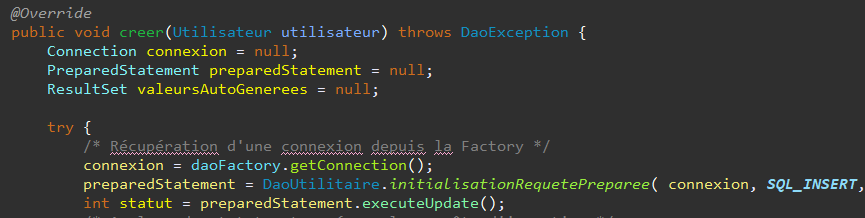 @Override
public void creer(Utilisateur utilisateur) throws DaoException {
Connection connexion = null;
PreparedStatement preparedStatement = null;
ResultSet valeursAutoGenerees = null;
try {
/* Récupération d'une connexion depuis la Factory */
connexion = daoFactory.getConnection();
preparedStatement = DaoUtilitaire.initialisationRequetePreparee( connexion, SQL_INSERT,
int statut = preparedStatement.executeUpdate();